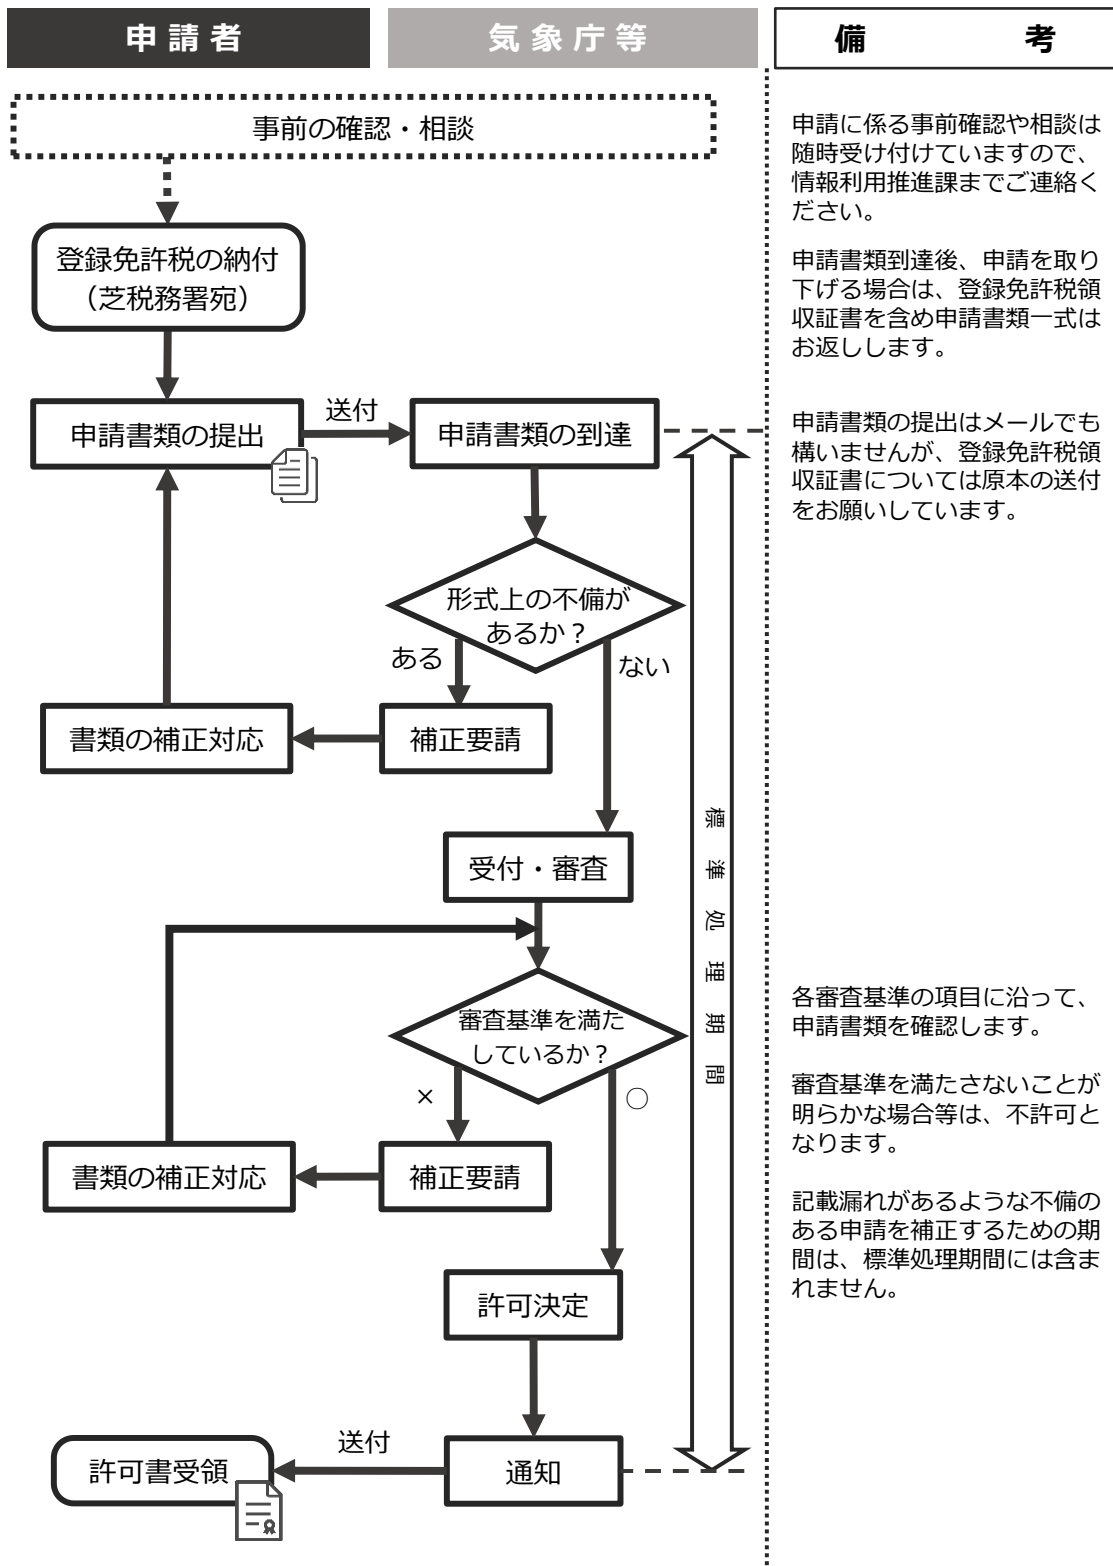 申請者
気象庁等
備考
事前の確認・相談
申請に係る事前確認や相談は
随時受け付けていますので、
情報利用推進課までご連絡く
ださい。
登録免許税の納付
（芝税務署宛）
申請書類到達後、申請を取り
下げる場合は、登録免許税領
収証書を含め申請書類一式は
お返しします。
申請書類の提出
送付
申請書類の到達
申請書類の提出はメールでも
構いませんが、登録免許税領
収証書については原本の送付
をお願いしています。
形式上の不備が
あるか？
ある
ない
書類の補正対応
補正要請
標準処理期間
受付・審査
審査基準を満た
しているか？
×
○
各審査基準の項目に沿って、
申請書類を確認します。
審査基準を満たさないことが
明らかな場合等は、不許可と
なります。
書類の補正対応
補正要請
記載漏れがあるような不備の
ある申請を補正するための期
間は、標準処理期間には含ま
れません。
許可決定
許可書受領
送付
通知